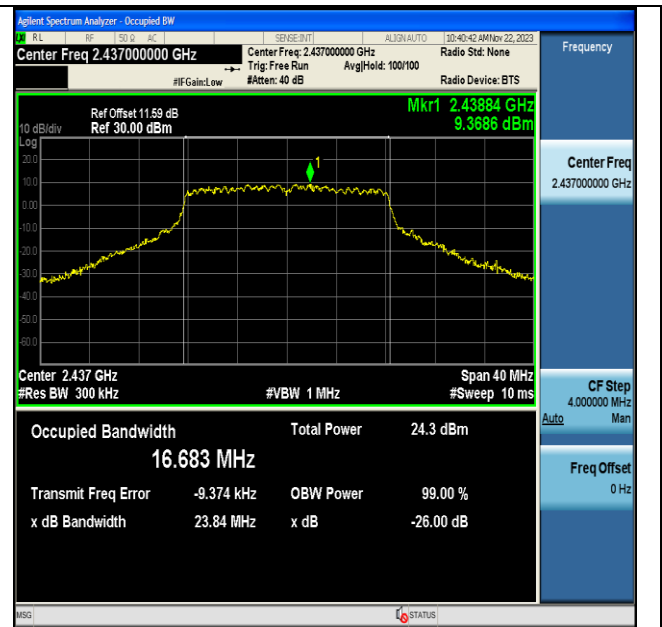 Agilent Spectrum Analyzer - Occupied BW
LXI RL RF 50 Ω AC SENSE:INT ALIGN AUTO 10:40:42 AM Nov 22, 2023
Center Freq 2.437000000 GHz Center Freq: 2.437000000 GHz Radio Std: None Frequency
Trig: Free Run Avg|Hold: 100/100
#IFGain:Low #Atten: 40 dB Radio Device: BTS
Ref Offset 11.59 dB Mkr1 2.43884 GHz
10 dB/div Ref 30.00 dBm 9.3686 dBm
Log
20.0
10.0
0.00
-10.0
-20.0
-30.0
-40.0
-50.0
-60.0
1
Center Freq
2.437000000 GHz
Center 2.437 GHz Span 40 MHz
#Res BW 300 kHz #VBW 1 MHz #Sweep 10 ms
CF Step
4.000000 MHz
Auto Man
Occupied Bandwidth Total Power 24.3 dBm
16.683 MHz
Freq Offset
0 Hz
Transmit Freq Error -9.374 kHz OBW Power 99.00 %
x dB Bandwidth 23.84 MHz x dB -26.00 dB
MSG STATUS